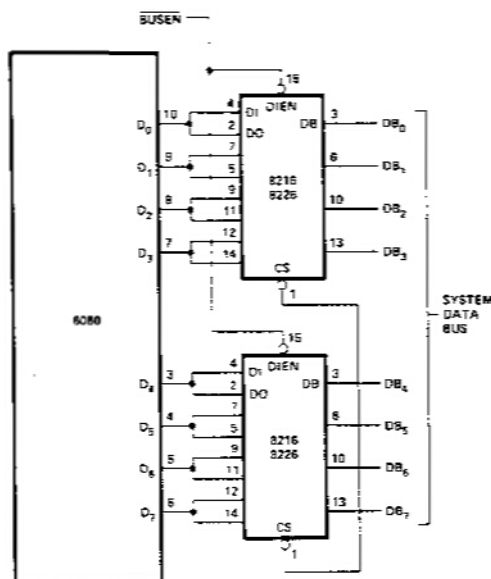 BUSEN
15
D0 10 4 DI DIEN DB 3 DB0
2 DO
D1 9 7 6 DB1
5
8216
8226
D2 8 9 10 DB2
11
D3 7 12 13 DB3
14
CS
1
8080
SYSTEM
DATA
BUS
15
D4 3 4 DI DIEN DB 3 DB4
2 DO
D5 4 7 6 DB5
5
8216
8226
D6 5 9 10 DB6
11
D7 6 12 13 DB7
14
CS
1